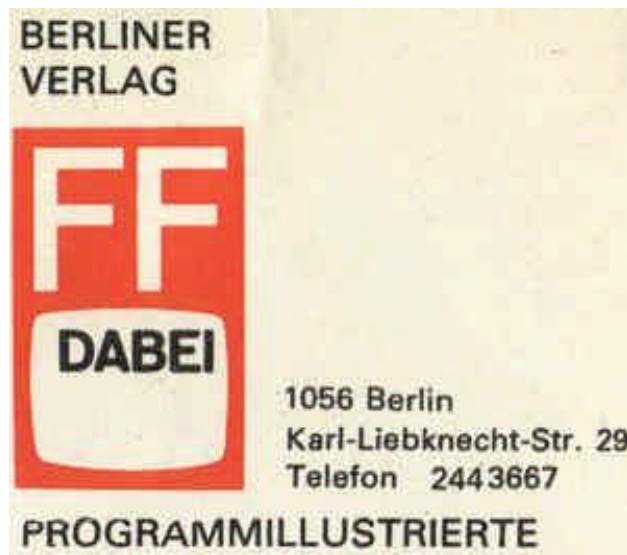 BERLINER
VERLAG
FF
DABEI
1056 Berlin
Karl-Liebknecht-Str. 29
Telefon 2443667
PROGRAMMILLUSTRIERTE